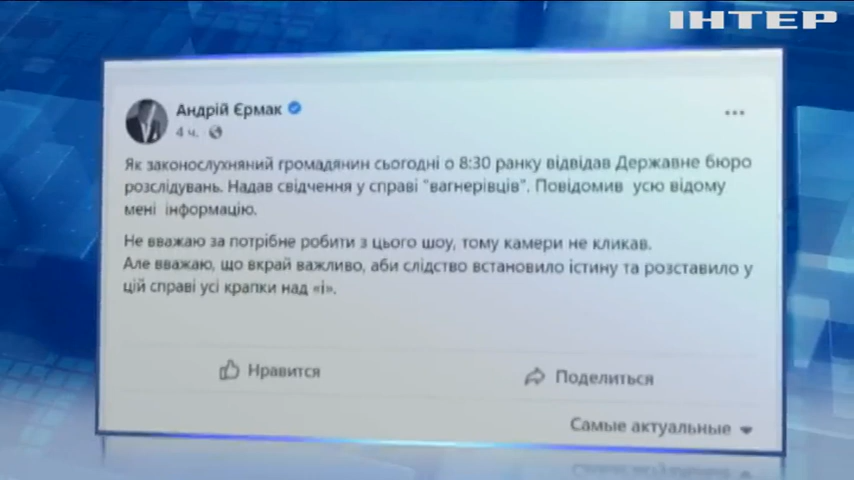 ІНТЕР
Андрій Єрмак
4 ч.
Як законослухняний громадянин сьогодні о 8:30 ранку відвідав Державне бюро
розслідувань. Надав свідчення у справі "вагнерівців". Повідомив усю відому
мені інформацію.
Не вважаю за потрібне робити з цього шоу, тому камери не кликав.
Але вважаю, що вкрай важливо, аби слідство встановило істину та розставило у
цій справі усі крапки над «і».
Нравится
Поделиться
Самые актуальные